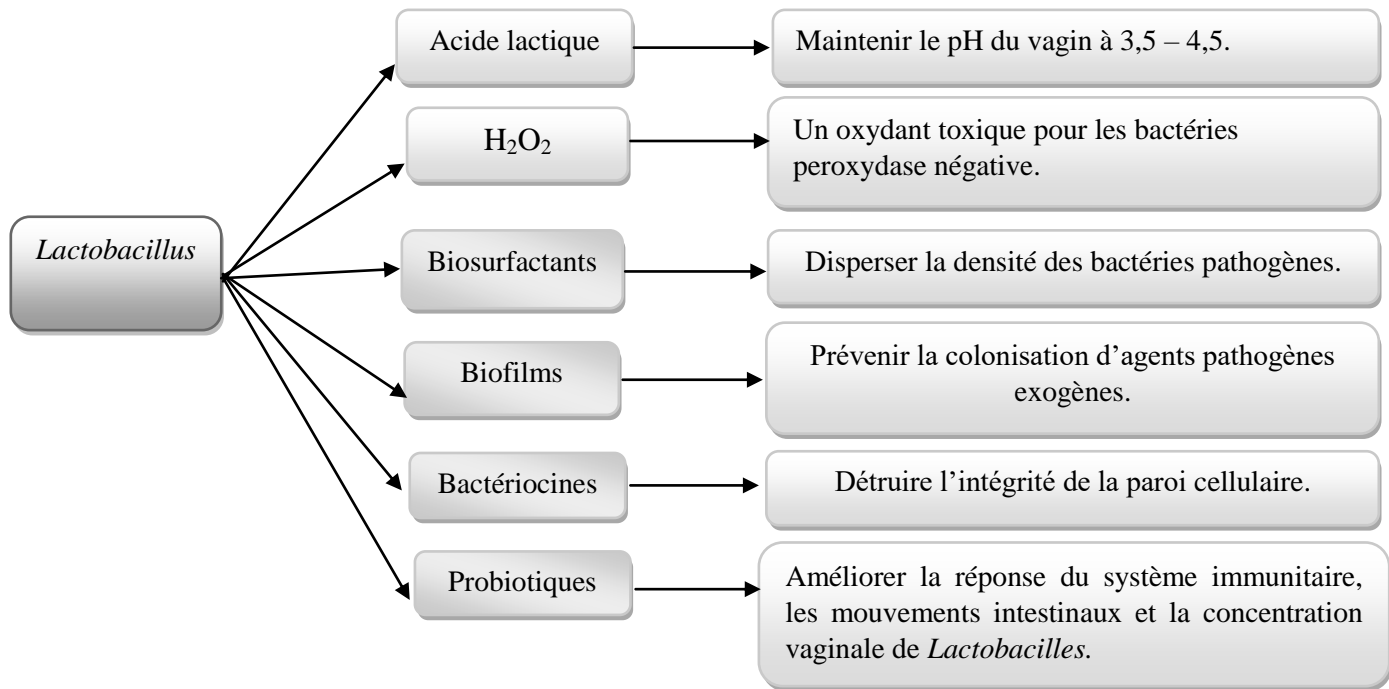 Acide lactique
Maintenir le pH du vagin à 3,5 – 4,5.
H₂O₂
Un oxydant toxique pour les bactéries
peroxydase négative.
Lactobacillus
Biosurfactants
Disperser la densité des bactéries pathogènes.
Biofilms
Prévenir la colonisation d’agents pathogènes
exogènes.
Bactériocines
Détruire l’intégrité de la paroi cellulaire.
Probiotiques
Améliorer la réponse du système immunitaire,
les mouvements intestinaux et la concentration
vaginale de Lactobacilles.